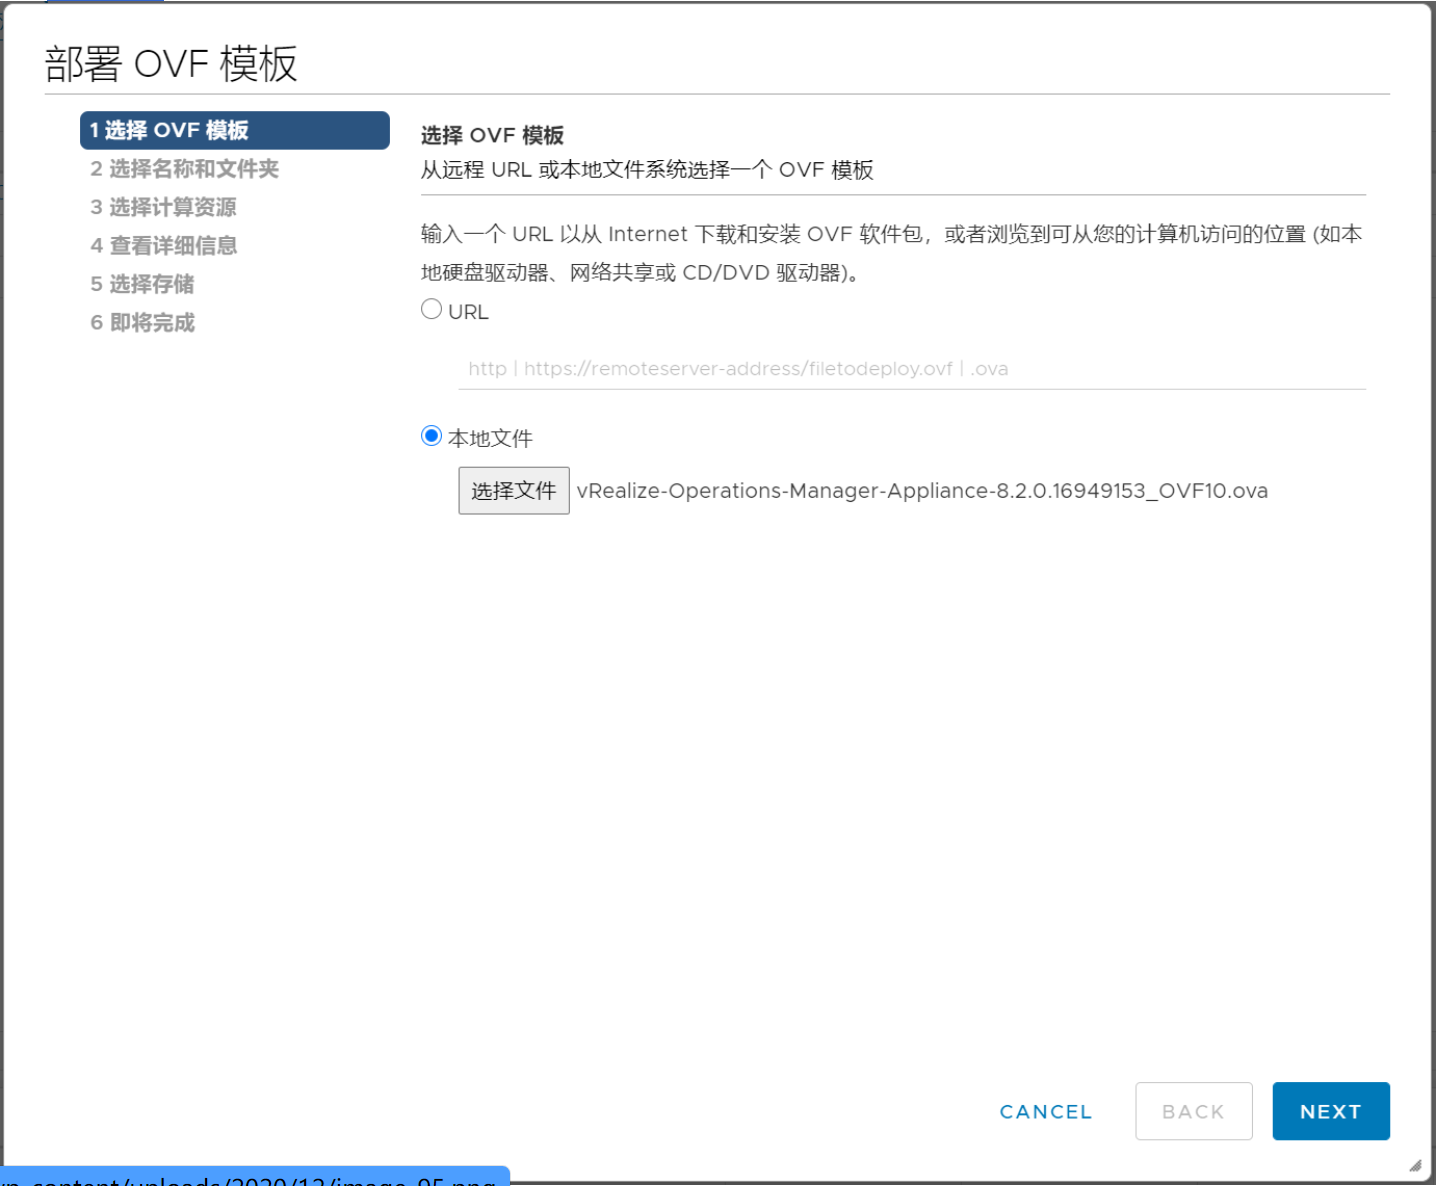 部署 OVF 模板
1 选择 OVF 模板
2 选择名称和文件夹
3 选择计算资源
4 查看详细信息
5 选择存储
6 即将完成
选择 OVF 模板
从远程 URL 或本地文件系统选择一个 OVF 模板
输入一个 URL 以从 Internet 下载和安装 OVF 软件包，或者浏览到可从您的计算机访问的位置 (如本
地硬盘驱动器、网络共享或 CD/DVD 驱动器)。
URL
http | https://remoteserver-address/filetodeploy.ovf | .ova
本地文件
选择文件 vRealize-Operations-Manager-Appliance-8.2.0.16949153_OVF10.ova
CANCEL BACK NEXT
content/uploads/2020/12/image-95.png